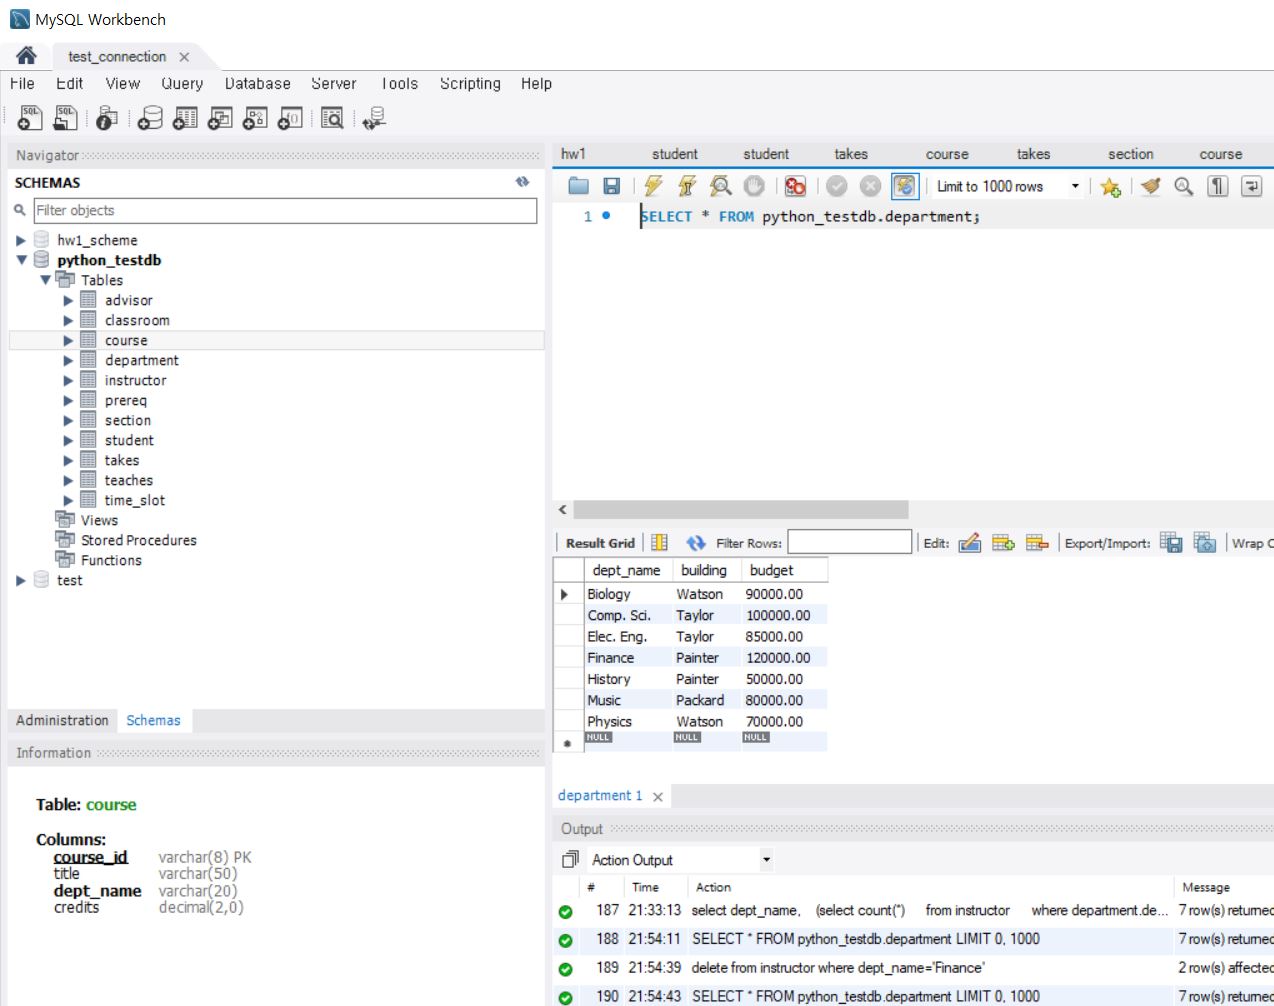 MySQL Workbench
test_connection
File Edit View Query Database Server Tools Scripting Help
Navigator
SCHEMAS
Filter objects
hw1_scheme
python_testdb
Tables
advisor
classroom
course
department
instructor
prereq
section
student
takes
teaches
time_slot
Views
Stored Procedures
Functions
test
Administration Schemas
Information
Table: course
Columns:
course_id varchar(8) PK
title varchar(50)
dept_name varchar(20)
credits decimal(2,0)
hw1 student student takes course takes section course
Limit to 1000 rows
1 SELECT * FROM python_testdb.department;
Result Grid Filter Rows: Edit: Export/Import: Wrap C
dept_name building budget
Biology Watson 90000.00
Comp. Sci. Taylor 100000.00
Elec. Eng. Taylor 85000.00
Finance Painter 120000.00
History Painter 50000.00
Music Packard 80000.00
Physics Watson 70000.00
NULL NULL NULL
department 1
Output
Action Output
# Time Action Message
187 21:33:13 select dept_name, (select count(*) from instructor where department.de... 7 row(s) returned
188 21:54:11 SELECT * FROM python_testdb.department LIMIT 0, 1000 7 row(s) returned
189 21:54:39 delete from instructor where dept_name='Finance' 2 row(s) affected
190 21:54:43 SELECT * FROM python_testdb.department LIMIT 0, 1000 7 row(s) returned